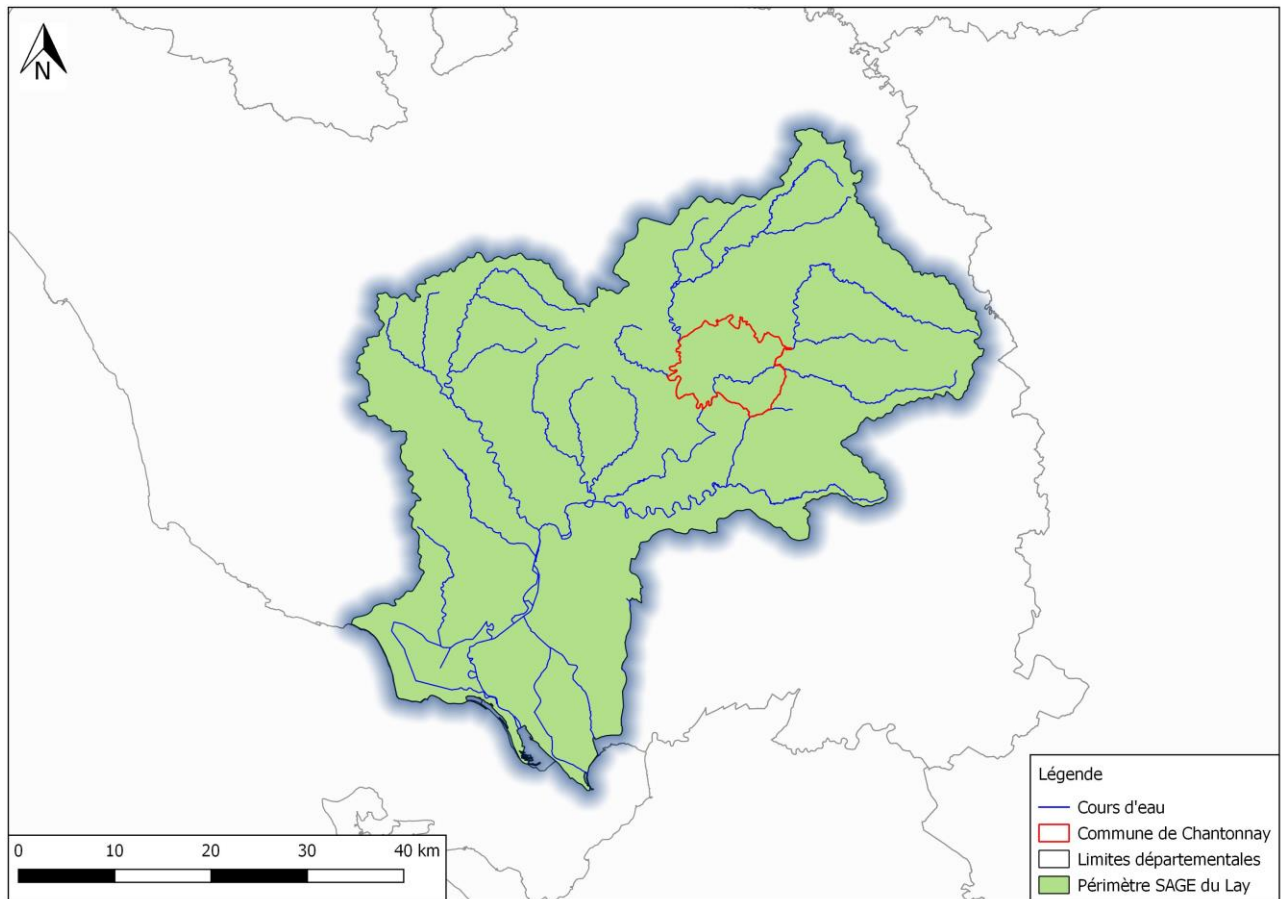 N
Légende
Cours d'eau
Commune de Chantonnay
Limites départementales
Périmètre SAGE du Lay
0 10 20 30 40 km